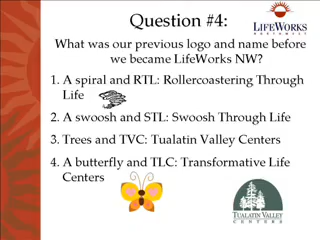 Question #4:
LIFEWORKS
NORTHWEST
What was our previous logo and name before
we became LifeWorks NW?
1. A spiral and RTL: Rollercoastering Through
Life
2. A swoosh and STL: Swoosh Through Life
3. Trees and TVC: Tualatin Valley Centers
4. A butterfly and TLC: Transformative Life
Centers
TUALATIN VALLEY
CENTERS